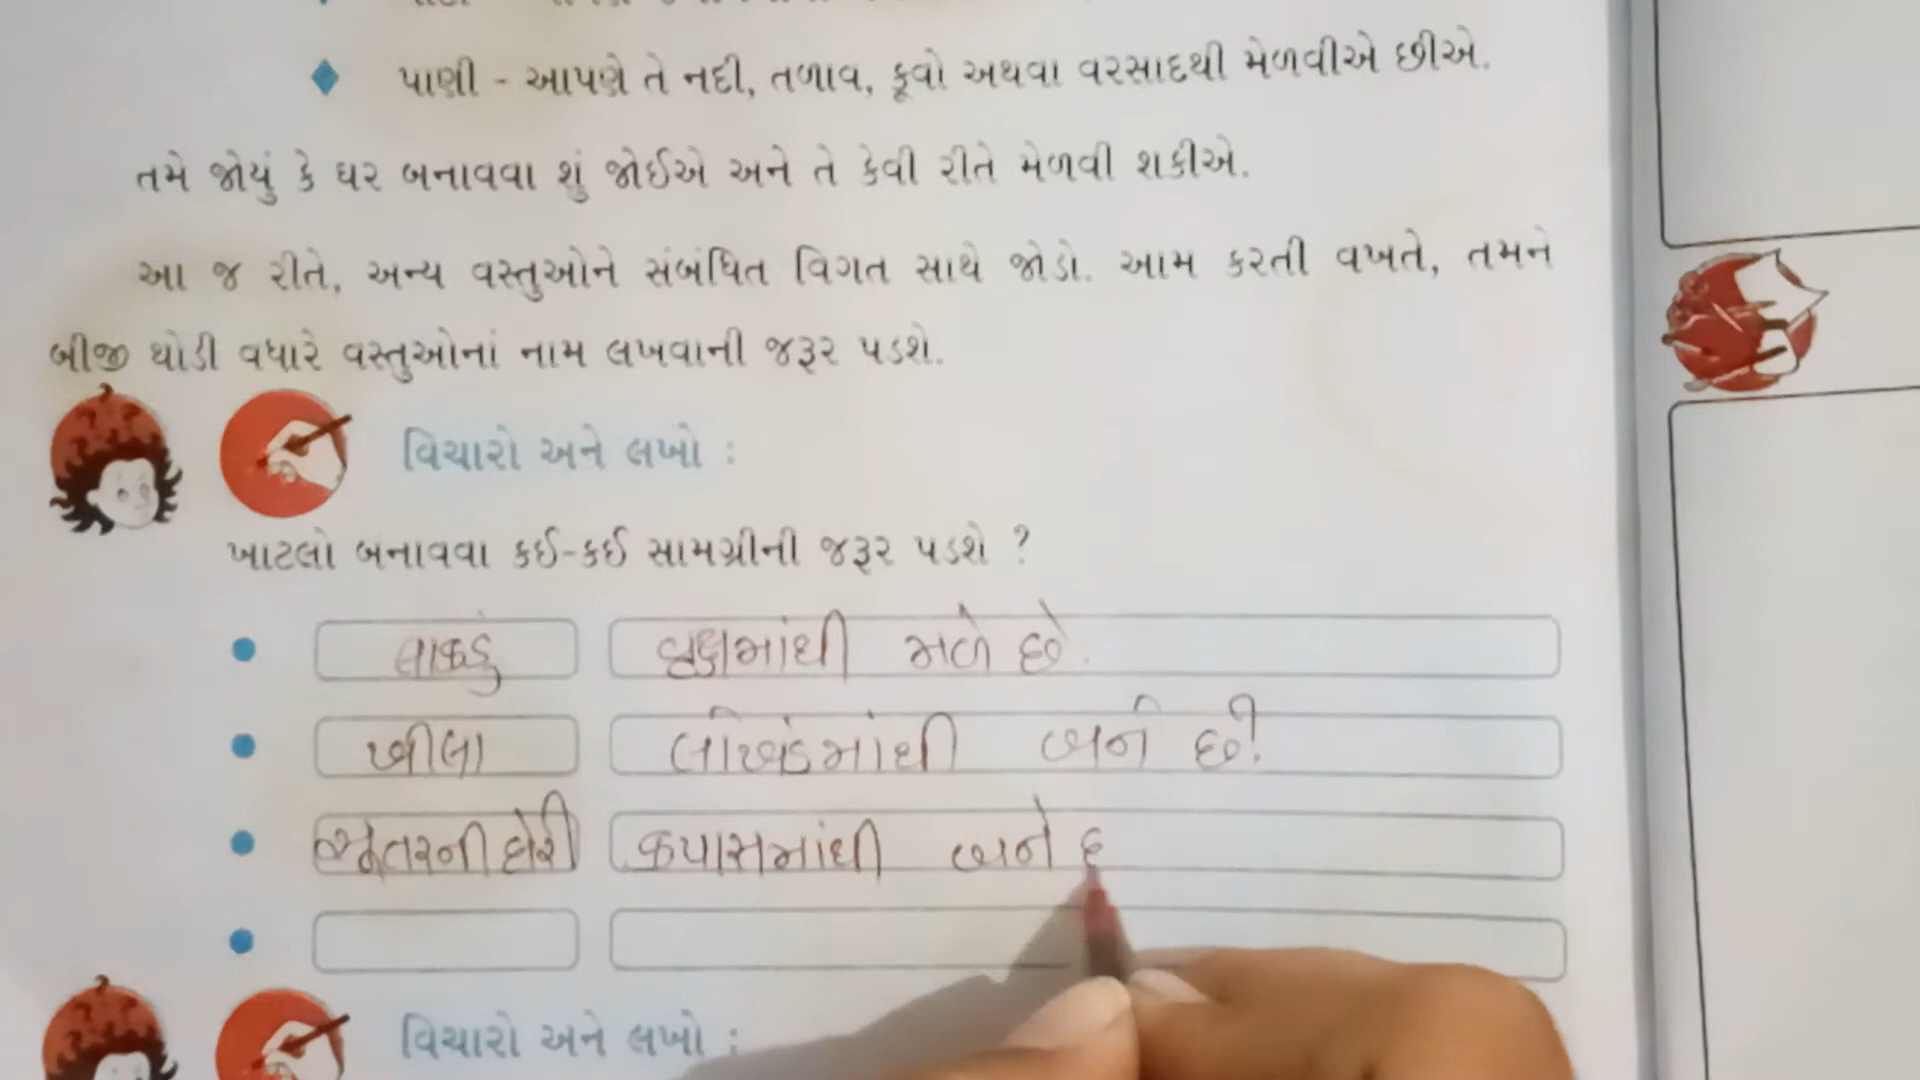 પાણી - આપણે તે નદી, તળાવ, કૂવો અથવા વરસાદથી મેળવીએ છીએ.
તમે જોયું કે ઘર બનાવવા શું જોઈએ અને તે કેવી રીતે મેળવી શકીએ.
આ જ રીતે, અન્ય વસ્તુઓને સંબંધિત વિગત સાથે જોડો. આમ કરતી વખતે, તમને
બીજી થોડી વધારે વસ્તુઓનાં નામ લખવાની જરૂર પડશે.
વિચારો અને લખો :
ખાટલો બનાવવા કઈ-કઈ સામગ્રીની જરૂર પડશે ?
લાકડું વૃક્ષમાંથી મળે છે.
ખીલા લોખંડમાંથી બને છે.
સૂતરની દોરી કપાસમાંથી બને છ
વિચારો અને લખો :